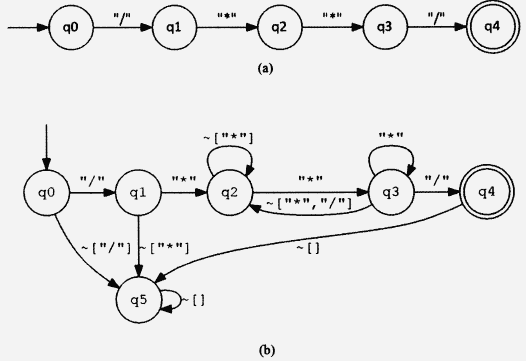 "/" "*" "*" "/"
q0 q1 q2 q3 q4
(a)
~["*"] "*"
"/" "*" "*" "/"
q0 q1 q2 q3 q4
~["*","/"]
~["/"] ~["*"] ~[]
q5 ~[]
(b)